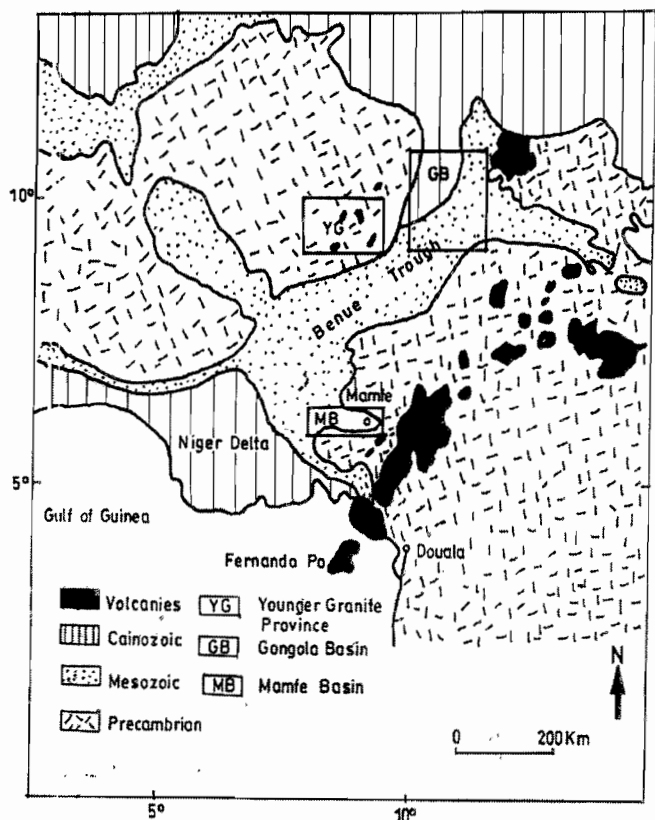 10°
GB
YG
Benue Trough
Mamfe
MB
Niger Delta
5°
Gulf of Guinea
Fernando Po
Douala
Volcanies
YG
Younger Granite
Province
Cainozoic
GB
Gongola Basin
Mesozoic
MB
Mamfe Basin
Precambrian
N
0
200Km
5°
10°